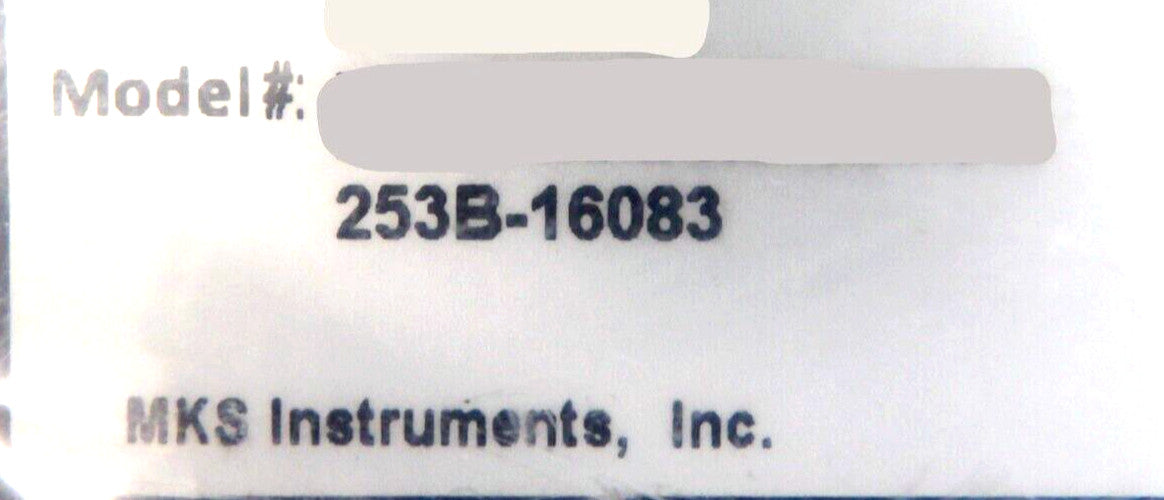 Model#:
253B-16083
MKS Instruments, Inc.